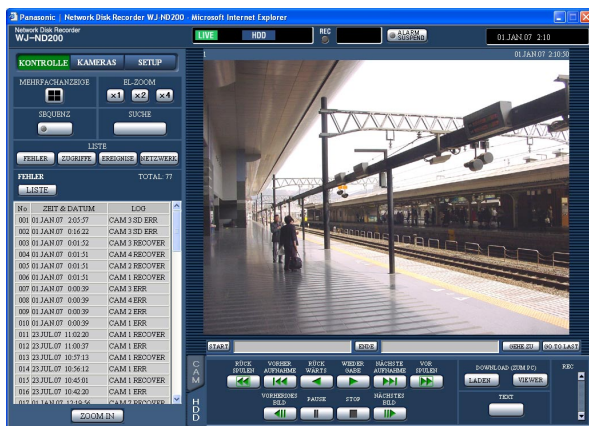 Panasonic | Network Disk Recorder WJ-ND200 - Microsoft Internet Explorer
Network Disk Recorder
WJ-ND200
LIVE HDD REC ALARM SUSPEND 01.JAN.07 2:10
KONTROLLE KAMERAS SETUP
MEHRFACHANZEIGE EL-ZOOM
x1 x2 x4
SEQUENZ SUCHE
LISTE
FEHLER ZUGRIFFE EREIGNISE NETZWERK
FEHLER TOTAL: 77
LISTE
No ZEIT & DATUM LOG
001 01.JAN.07 2:05:57 CAM 3 SD ERR
002 01.JAN.07 0:16:22 CAM 3 SD ERR
003 01.JAN.07 0:01:52 CAM 3 RECOVER
004 01.JAN.07 0:01:51 CAM 4 RECOVER
005 01.JAN.07 0:01:51 CAM 2 RECOVER
006 01.JAN.07 0:01:51 CAM 1 RECOVER
007 01.JAN.07 0:00:39 CAM 3 ERR
008 01.JAN.07 0:00:39 CAM 4 ERR
009 01.JAN.07 0:00:39 CAM 2 ERR
010 01.JAN.07 0:00:39 CAM 1 ERR
011 23.JUL.07 11:02:20 CAM 1 RECOVER
012 23.JUL.07 11:00:37 CAM 1 ERR
013 23.JUL.07 10:57:13 CAM 1 RECOVER
014 23.JUL.07 10:56:12 CAM 1 ERR
015 23.JUL.07 10:45:01 CAM 1 RECOVER
016 23.JUL.07 10:42:20 CAM 1 ERR
017 01.JAN.07 12:19:56 CAM 2 RECOVER
ZOOM IN
1 01.JAN.07 2:10:50
START ENDE GEHE ZU GO TO LAST
CAM
HDD
RÜCK SPULEN VORHER AUFNAHME RÜCK WÄRTS WIEDER GABE NÄCHSTE AUFNAHME VOR SPULEN
VORHERIGES BILD PAUSE STOP NÄCHSTES BILD
DOWNLOAD (ZUM PC)
LADEN VIEWER
TEXT
REC